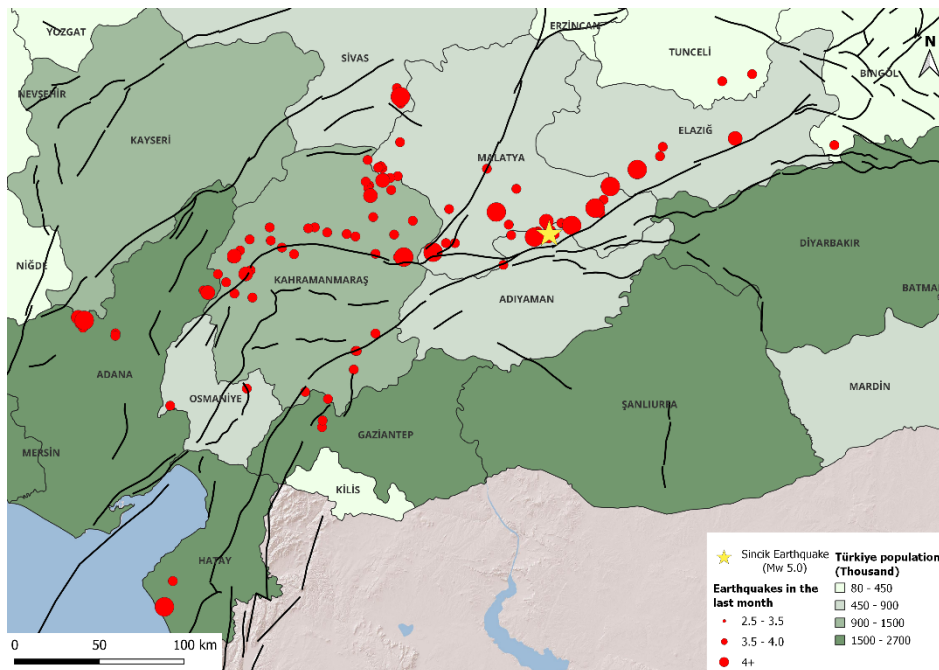 ERZİNCAN
YOZGAT
SİVAS
TUNCELİ
N
BINGÖL
NEVŞEHİR
KAYSERİ
ELAZIĞ
MALATYA
DİYARBAKIR
NİĞDE
KAHRAMANMARAŞ
BATMA
ADIYAMAN
ADANA
MARDİN
OSMANİYE
ŞANLIURFA
GAZİANTEP
MERSİN
KİLİS
HATAY
Sincik Earthquake
(Mw 5.0)
Earthquakes in the
last month
2.5 - 3.5
3.5 - 4.0
4+
Türkiye population
(Thousand)
80 - 450
450 - 900
900 - 1500
1500 - 2700
0 50 100 km